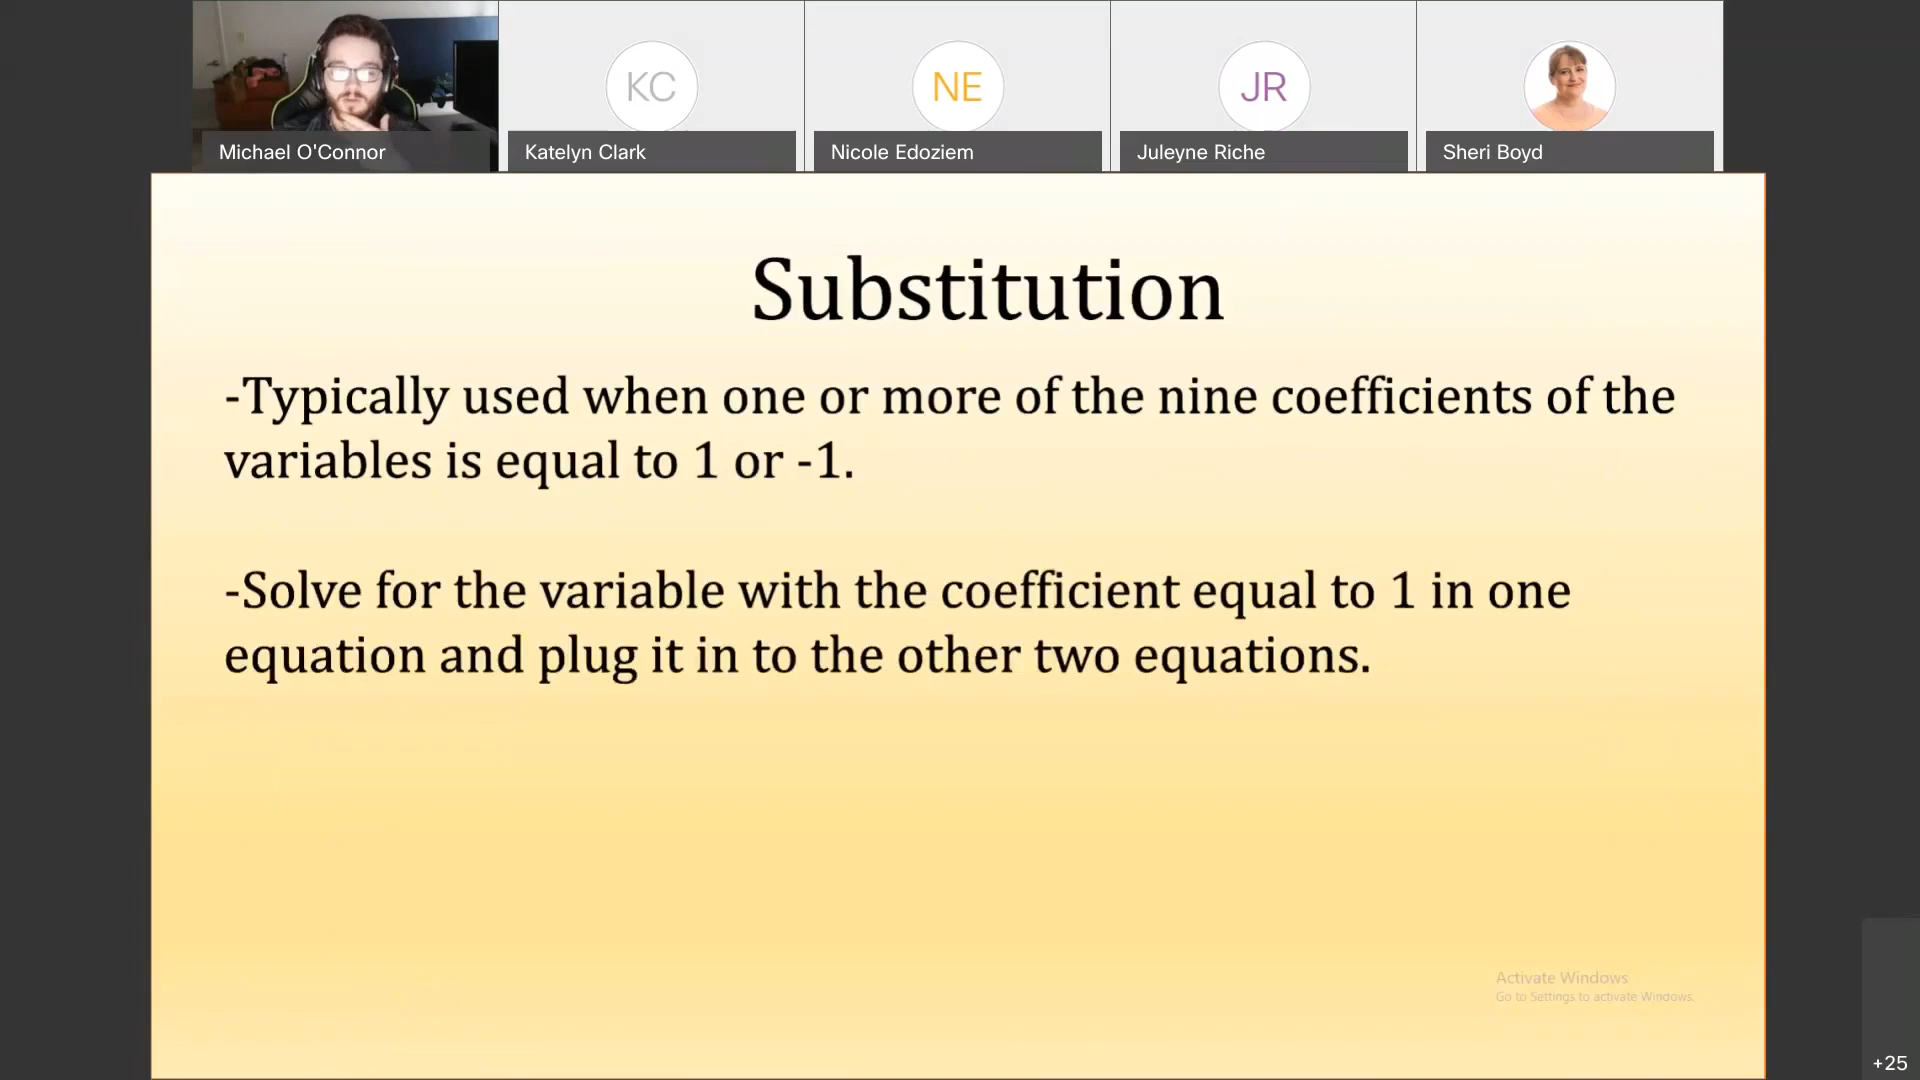 KC
NE
JR
Michael O'Connor
Katelyn Clark
Nicole Edoziem
Juleyne Riche
Sheri Boyd
Substitution
-Typically used when one or more of the nine coefficients of the
variables is equal to 1 or -1.
-Solve for the variable with the coefficient equal to 1 in one
equation and plug it in to the other two equations.
Activate Windows
Go to Settings to activate Windows.
+25